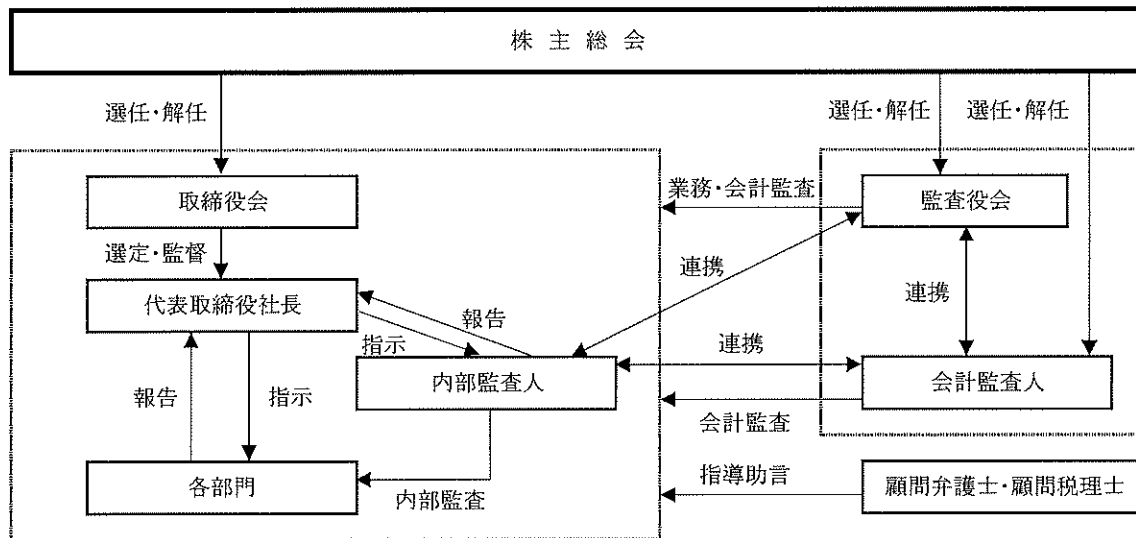 株主総会
選任・解任
選任・解任
選任・解任
取締役会
業務・会計監査
監査役会
選定・監督
連携
代表取締役社長
報告
連携
指示
連携
内部監査人
会計監査人
報告
指示
会計監査
各部門
内部監査
指導助言
顧問弁護士・顧問税理士